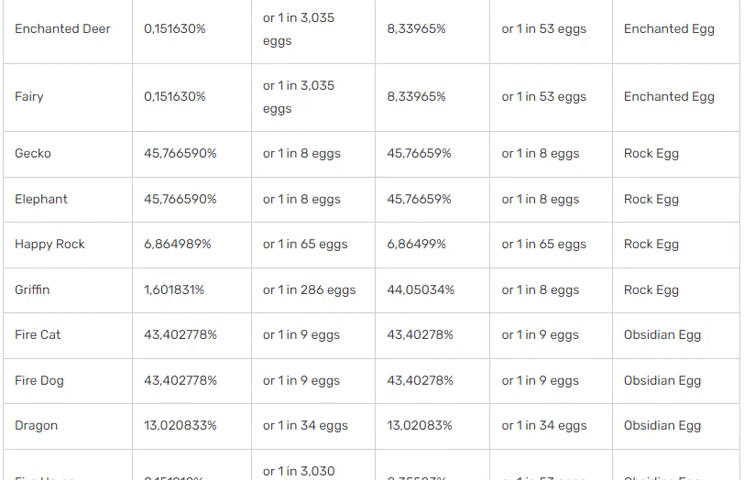 Enchanted Deer 0,151630% or 1 in 3,035 eggs 8,33965% or 1 in 53 eggs Enchanted Egg
Fairy 0,151630% or 1 in 3,035 eggs 8,33965% or 1 in 53 eggs Enchanted Egg
Gecko 45,766590% or 1 in 8 eggs 45,76659% or 1 in 8 eggs Rock Egg
Elephant 45,766590% or 1 in 8 eggs 45,76659% or 1 in 8 eggs Rock Egg
Happy Rock 6,864989% or 1 in 65 eggs 6,86499% or 1 in 65 eggs Rock Egg
Griffin 1,601831% or 1 in 286 eggs 44,05034% or 1 in 8 eggs Rock Egg
Fire Cat 43,402778% or 1 in 9 eggs 43,40278% or 1 in 9 eggs Obsidian Egg
Fire Dog 43,402778% or 1 in 9 eggs 43,40278% or 1 in 9 eggs Obsidian Egg
Dragon 13,020833% or 1 in 34 eggs 13,02083% or 1 in 34 eggs Obsidian Egg
or 1 in 3,030